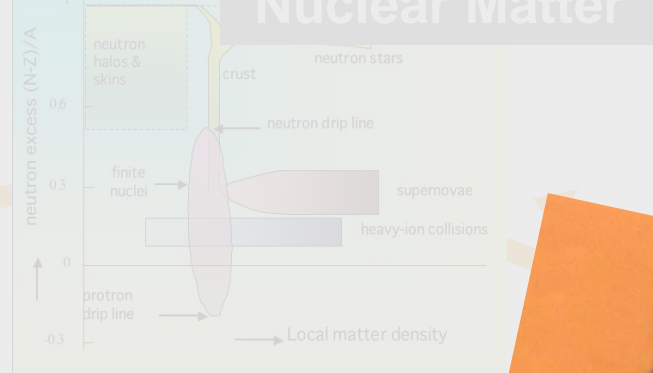 Nuclear Matter
neutron excess (N-Z)/A
neutron
halos &
skins
crust
neutron stars
0.6
neutron drip line
finite
nuclei
0.3
supernovae
heavy-ion collisions
0
protron
drip line
-0.3
Local matter density